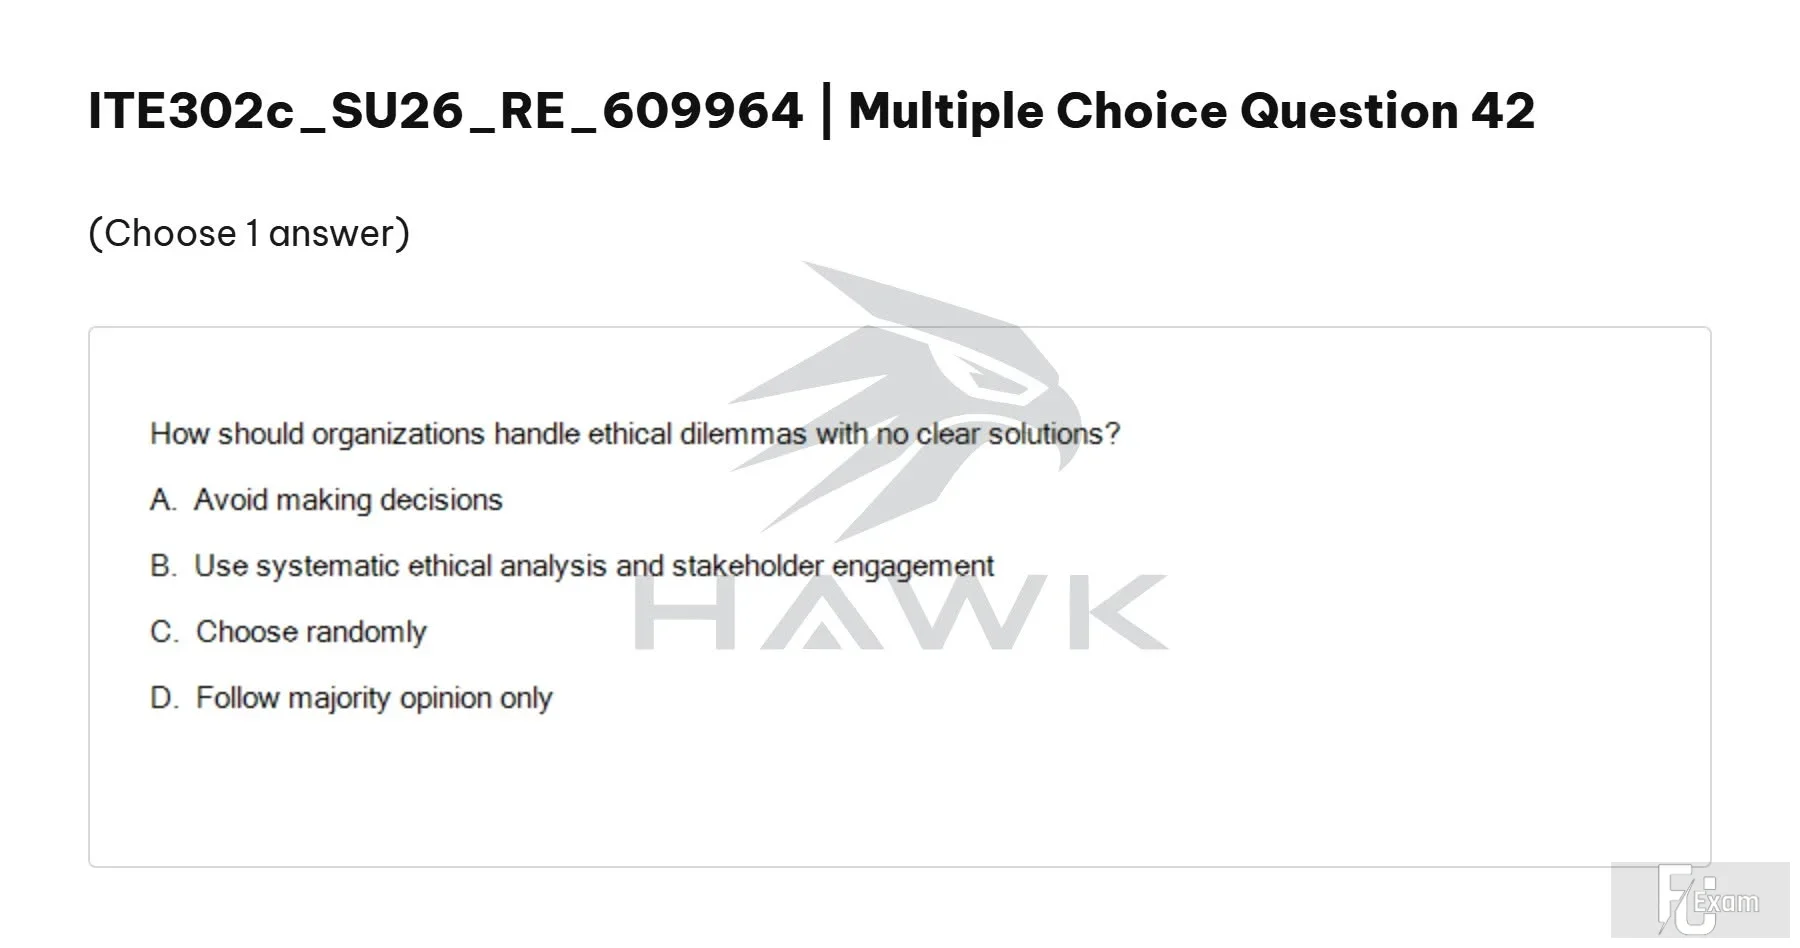 ITE302c_SU26_RE_609964 | Multiple Choice Question 42
(Choose 1 answer)
How should organizations handle ethical dilemmas with no clear solutions?
A. Avoid making decisions
B. Use systematic ethical analysis and stakeholder engagement
C. Choose randomly
D. Follow majority opinion only
HAWK
FU Exam